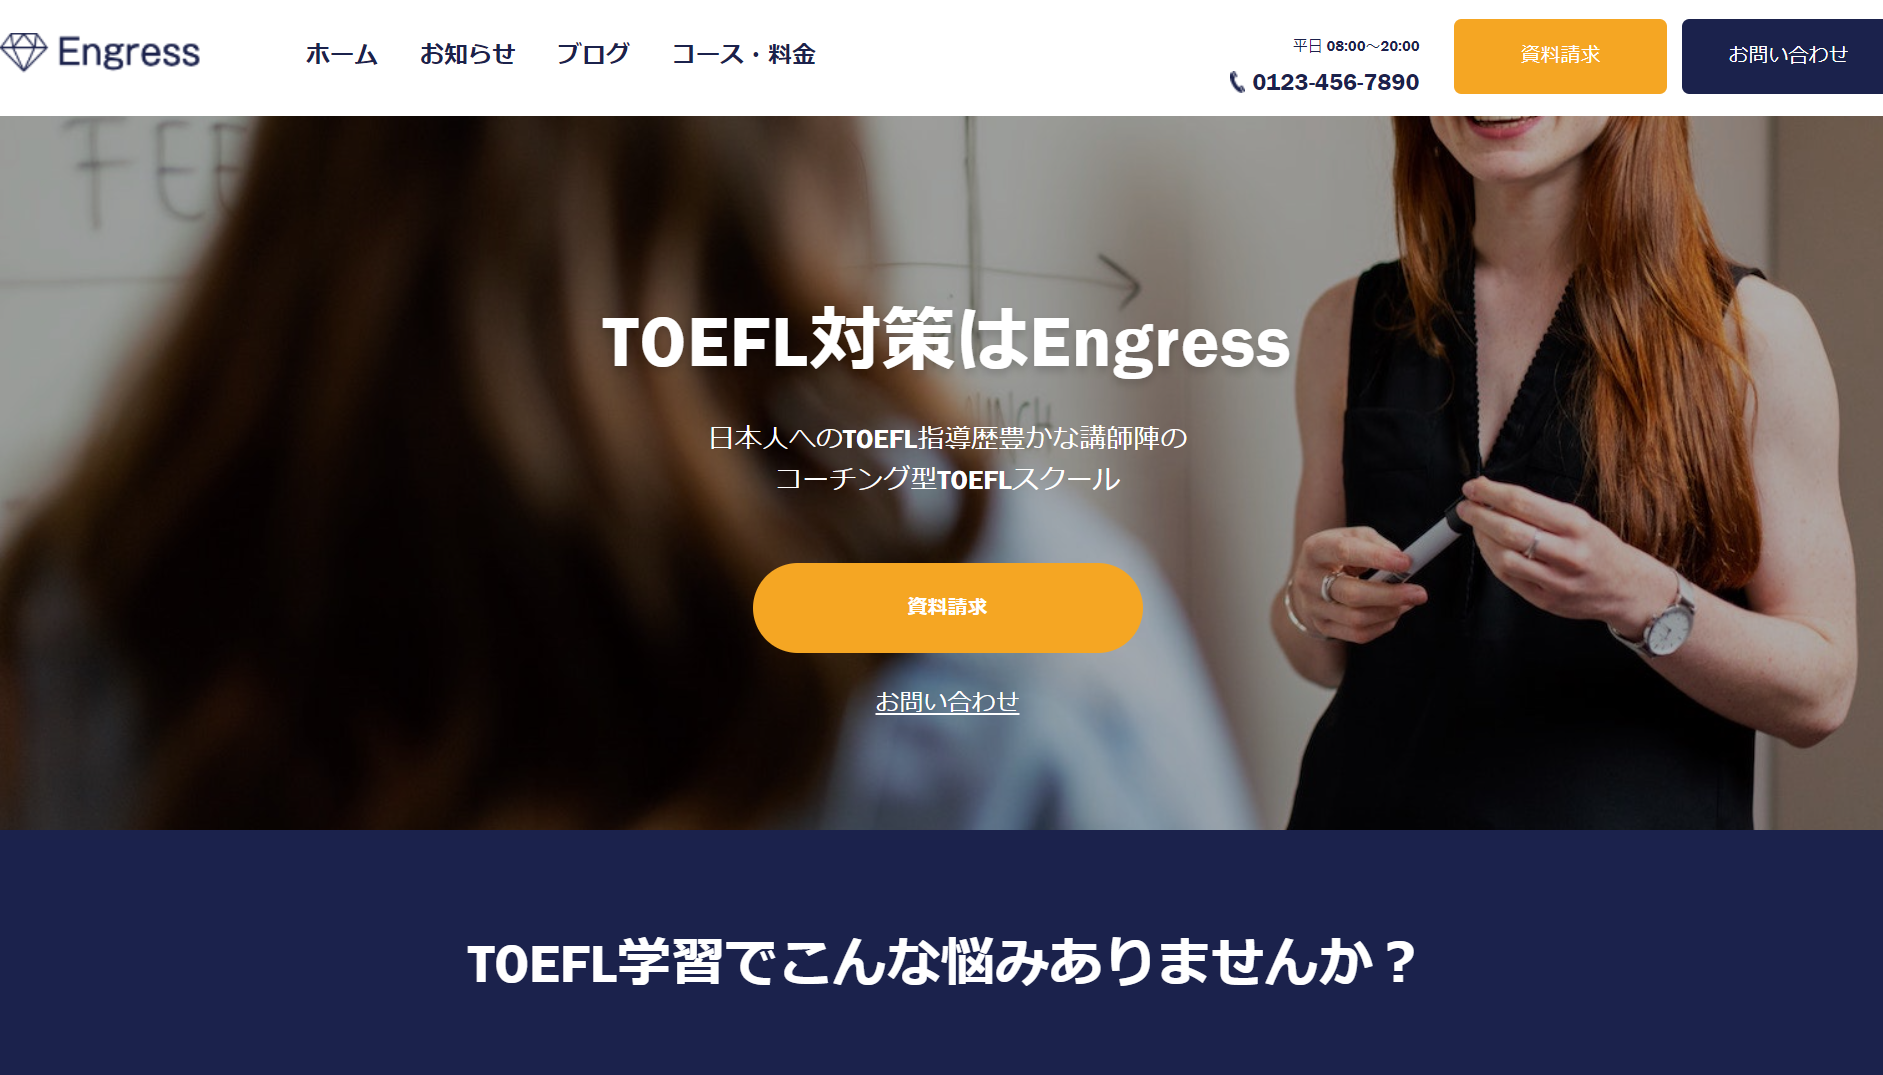 Engress
ホーム お知らせ ブログ コース・料金
平日 08:00～20:00
0123-456-7890
資料請求
お問い合わせ
TOEFL対策はEngress
日本人へのTOEFL指導歴豊かな講師陣の
コーチング型TOEFLスクール
資料請求
お問い合わせ
TOEFL学習でこんな悩みありませんか？